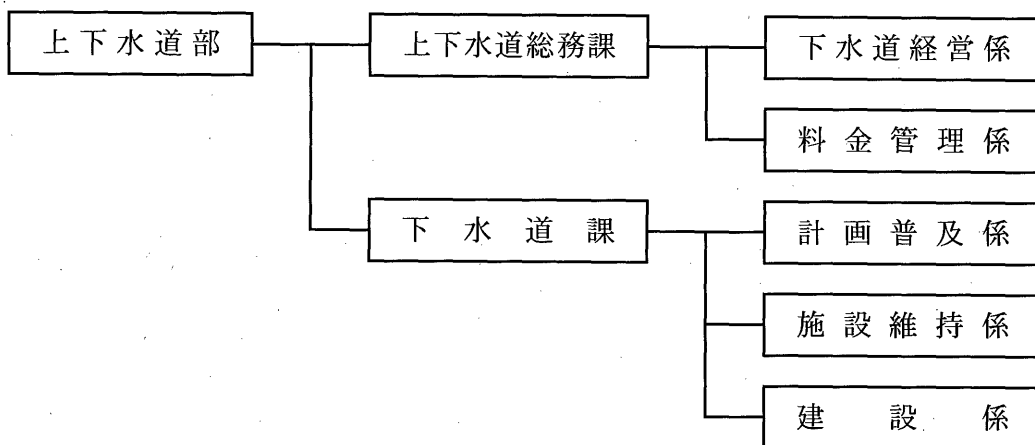 上下水道部
上下水道総務課
下水道経営係
料金管理係
下水道課
計画普及係
施設維持係
建設係